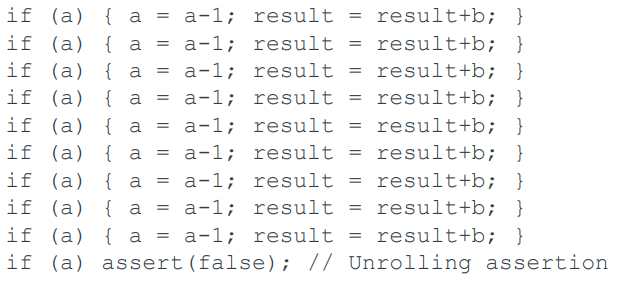 if (a) { a = a-1; result = result+b; }
if (a) { a = a-1; result = result+b; }
if (a) { a = a-1; result = result+b; }
if (a) { a = a-1; result = result+b; }
if (a) { a = a-1; result = result+b; }
if (a) { a = a-1; result = result+b; }
if (a) { a = a-1; result = result+b; }
if (a) { a = a-1; result = result+b; }
if (a) { a = a-1; result = result+b; }
if (a) assert(false); // Unrolling assertion